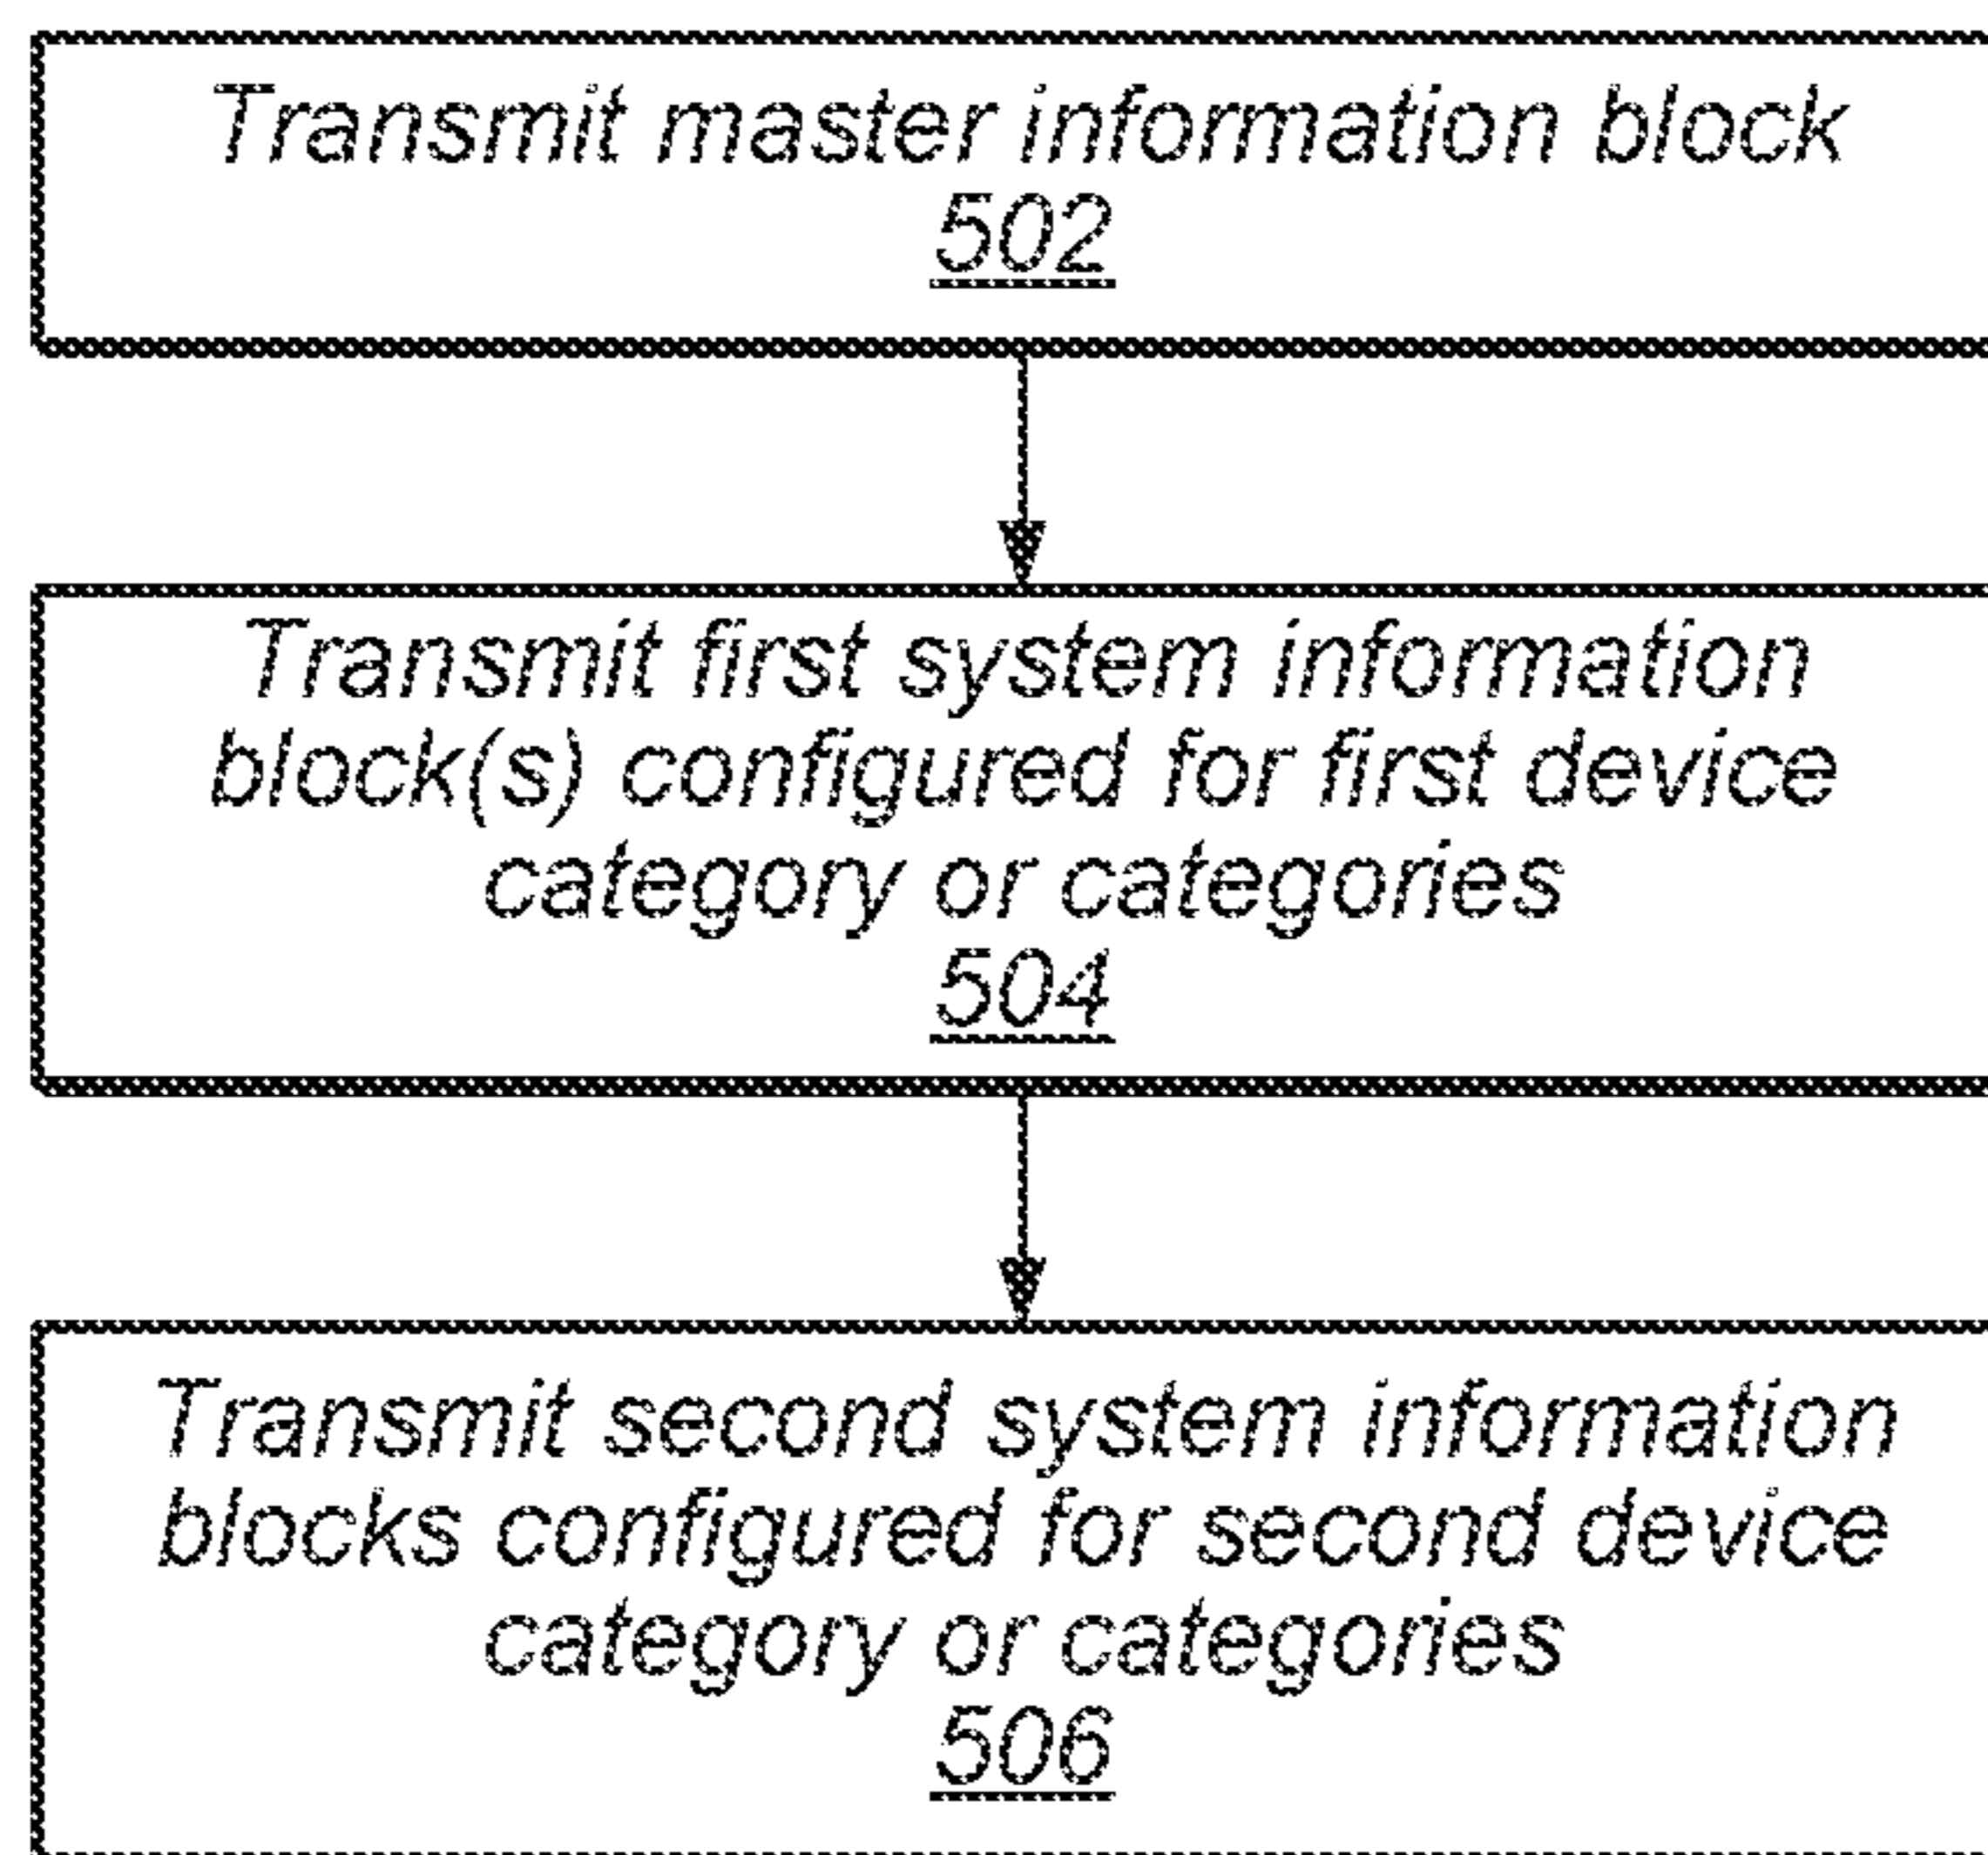 Transmit master information block
502
Transmit first system information
block(s) configured for first device
category or categories
504
Transmit second system information
blocks configured for second device
category or categories
506